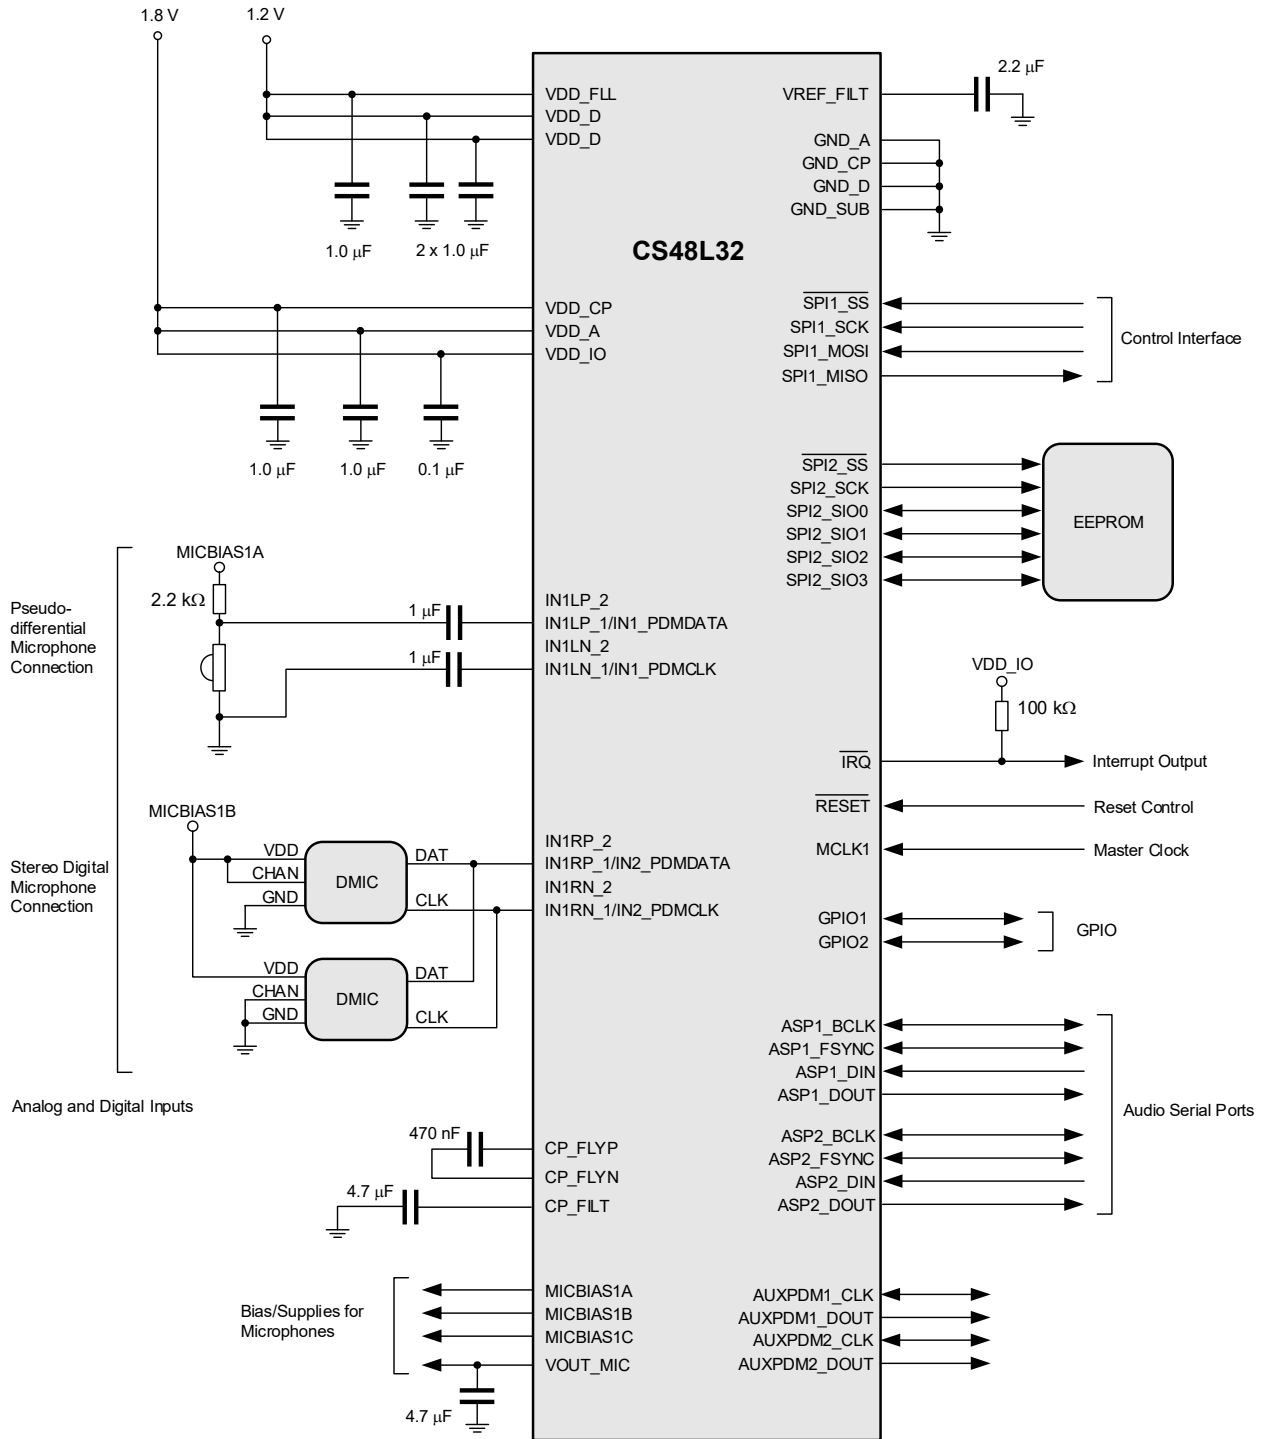 1.8 V
1.2 V
2.2 μF
VDD_FLL
VDD_D
VDD_D
VREF_FILT
GND_A
GND_CP
GND_D
GND_SUB
1.0 μF
2 x 1.0 μF
CS48L32
VDD_CP
VDD_A
VDD_IO
SPI1_SS
SPI1_SCK
SPI1_MOSI
SPI1_MISO
Control Interface
1.0 μF
1.0 μF
0.1 μF
SPI2_SS
SPI2_SCK
SPI2_SIO0
SPI2_SIO1
SPI2_SIO2
SPI2_SIO3
EEPROM
MICBIAS1A
2.2 kΩ
Pseudo-
differential
Microphone
Connection
1 μF
1 μF
IN1LP_2
IN1LP_1/IN1_PDMDATA
IN1LN_2
IN1LN_1/IN1_PDMCLK
VDD_IO
100 kΩ
IRQ
Interrupt Output
RESET
Reset Control
MCLK1
Master Clock
MICBIAS1B
Stereo Digital
Microphone
Connection
VDD
CHAN
GND
DMIC
DAT
CLK
IN1RP_2
IN1RP_1/IN2_PDMDATA
IN1RN_2
IN1RN_1/IN2_PDMCLK
GPIO1
GPIO2
GPIO
VDD
CHAN
GND
DMIC
DAT
CLK
Analog and Digital Inputs
ASP1_BCLK
ASP1_FSYNC
ASP1_DIN
ASP1_DOUT
ASP2_BCLK
ASP2_FSYNC
ASP2_DIN
ASP2_DOUT
Audio Serial Ports
470 nF
CP_FLYP
CP_FLYN
4.7 μF
CP_FILT
Bias/Supplies for
Microphones
MICBIAS1A
MICBIAS1B
MICBIAS1C
VOUT_MIC
4.7 μF
AUXPDM1_CLK
AUXPDM1_DOUT
AUXPDM2_CLK
AUXPDM2_DOUT